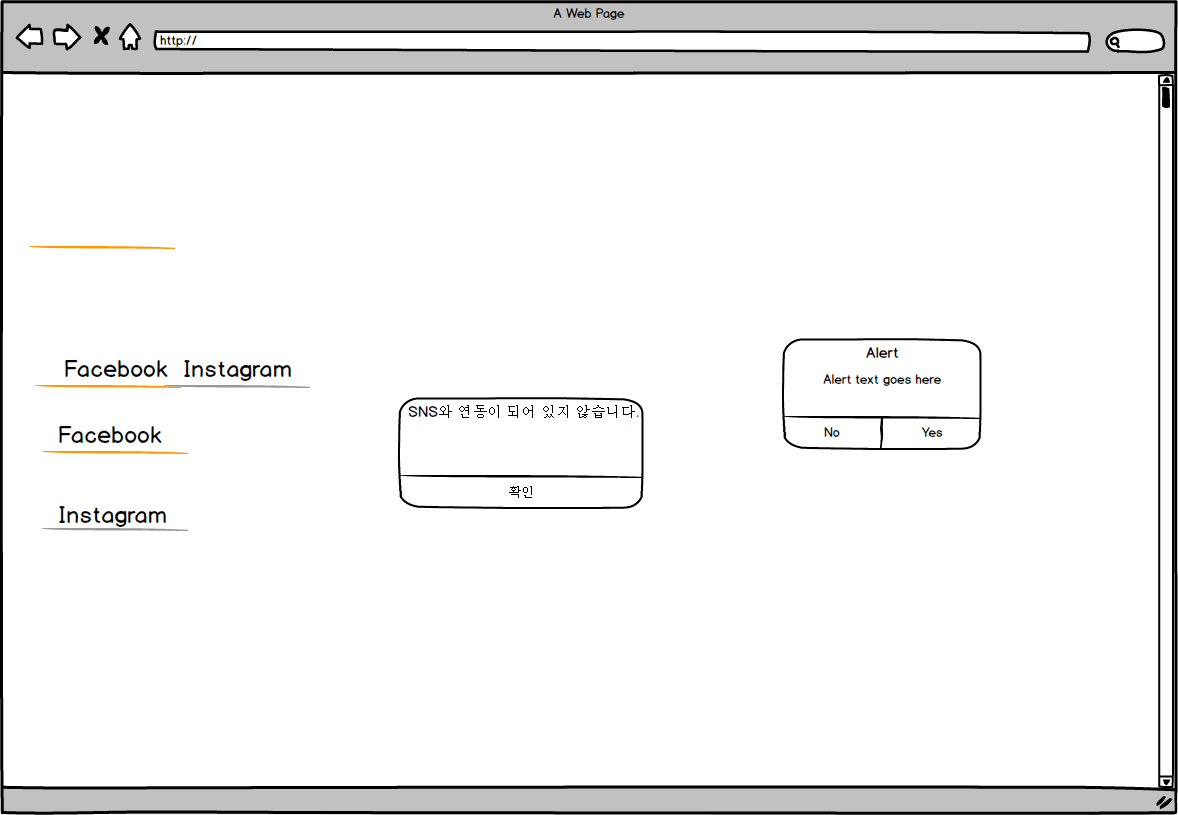 A Web Page
http://
Facebook Instagram
Facebook
Instagram
SNS와 연동이 되어 있지 않습니다.
확인
Alert
Alert text goes here
No Yes